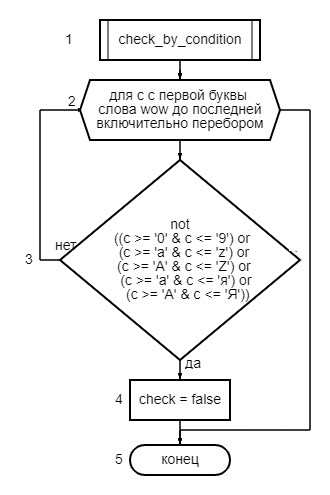 1 check_by_condition
2 для с с первой буквы
слова wow до последней
включительно перебором
not
((c >= '0' & c <= '9') or
нет (c >= 'a' & c <= 'z') or
3 (c >= 'A' & c <= 'Z') or
(c >= 'а' & c <= 'я') or
(c >= 'А' & c <= 'Я'))
да
4 check = false
5 конец